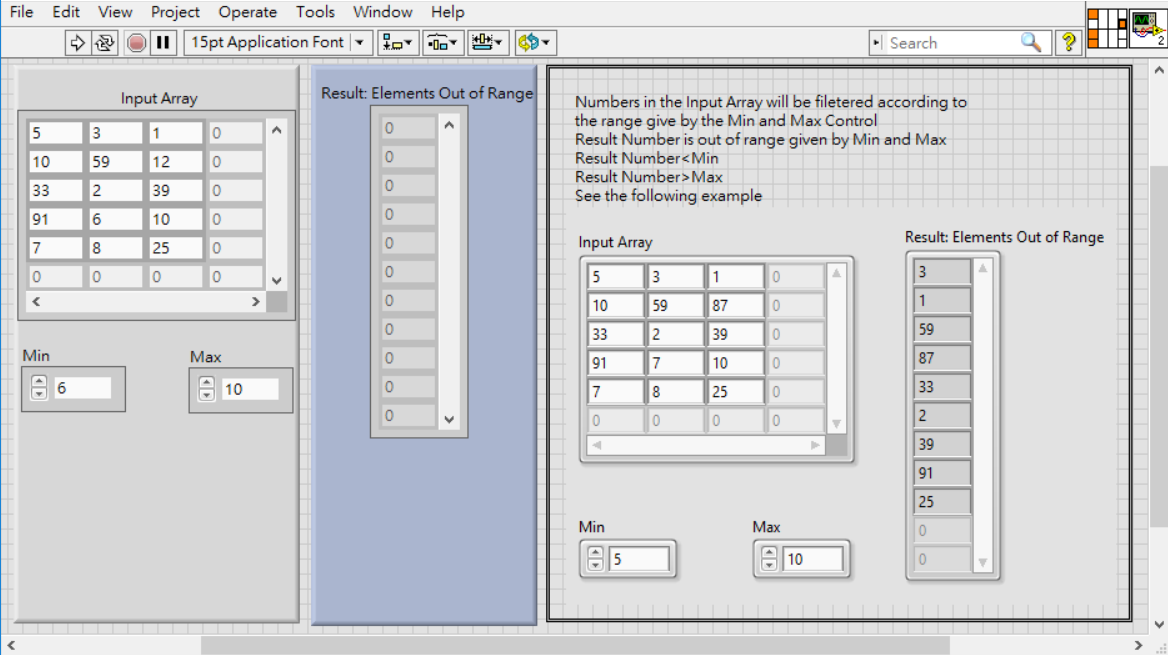 File Edit View Project Operate Tools Window Help
15pt Application Font
Search
?
2
Input Array
5 3 1 0
10 59 12 0
33 2 39 0
91 6 10 0
7 8 25 0
0 0 0 0
Min
6
Max
10
Result: Elements Out of Range
0
0
0
0
0
0
0
0
0
0
0
Numbers in the Input Array will be filetered according to
the range give by the Min and Max Control
Result Number is out of range given by Min and Max
Result Number<Min
Result Number>Max
See the following example
Input Array
5 3 1 0
10 59 87 0
33 2 39 0
91 7 10 0
7 8 25 0
0 0 0 0
Min
5
Max
10
Result: Elements Out of Range
3
1
59
87
33
2
39
91
25
0
0